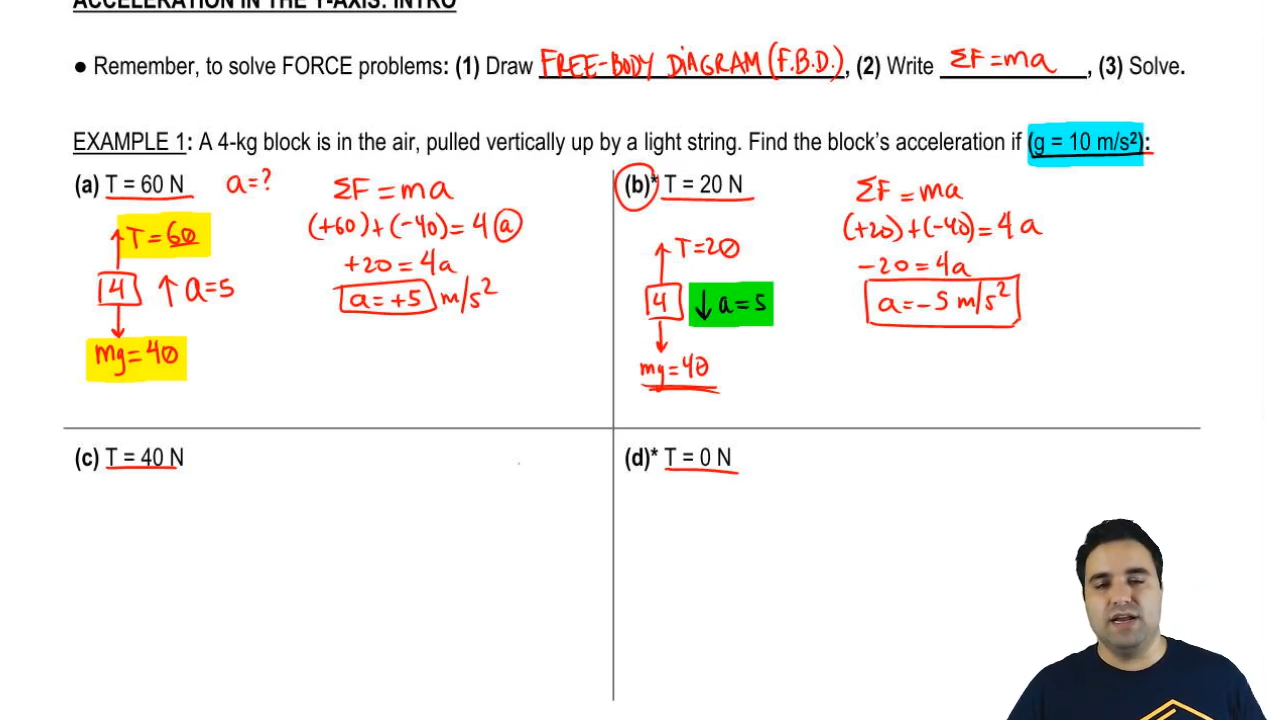 ACCELERATION IN THE Y-AXIS: INTRO
● Remember, to solve FORCE problems: (1) Draw FREE-BODY DIAGRAM (F.B.D.), (2) Write ΣF = ma, (3) Solve.
EXAMPLE 1: A 4-kg block is in the air, pulled vertically up by a light string. Find the block's acceleration if (g = 10 m/s²):
(a) T = 60 N a=?
ΣF = ma
(+60)+(-40)= 4a
+20 = 4a
a = +5 m/s²
T = 60
4 ↑ a=5
mg= 40
(b)* T = 20 N
ΣF = ma
(+20)+(-40)= 4a
-20 = 4a
a = -5 m/s²
T=20
4 ↓ a=5
mg=40
(c) T = 40 N
(d)* T = 0 N